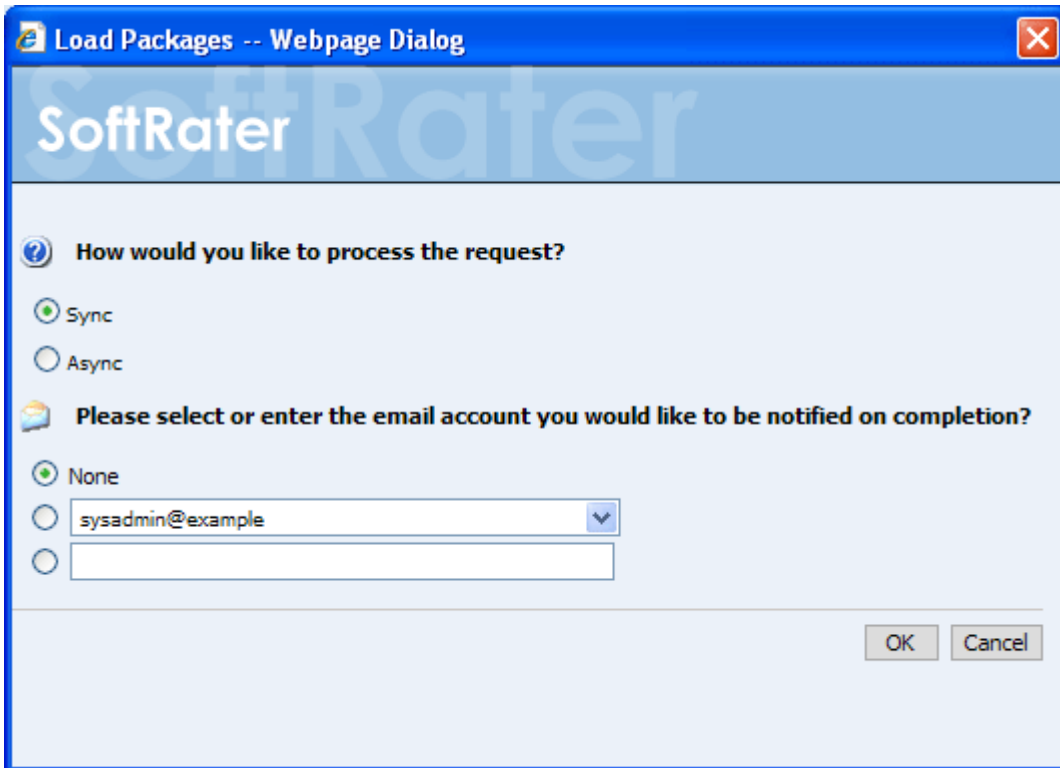 Load Packages -- Webpage Dialog
SoftRater
SoftRater
How would you like to process the request?
Sync
Async
Please select or enter the email account you would like to be notified on completion?
None
sysadmin@example
OK Cancel